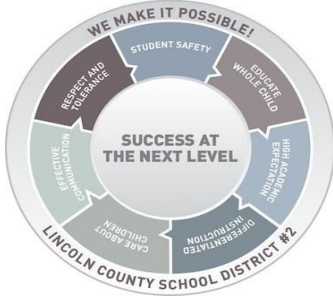 WE MAKE IT POSSIBLE!
STUDENT SAFETY
EDUCATE
WHOLE CHILD
HIGH ACADEMIC
EXPECTATION
DIFFERENTIATED
INSTRUCTION
CARE ABOUT
CHILDREN
EFFECTIVE
COMMUNICATION
RESPECT AND
TOLERANCE
SUCCESS AT
THE NEXT LEVEL
LINCOLN COUNTY SCHOOL DISTRICT #2